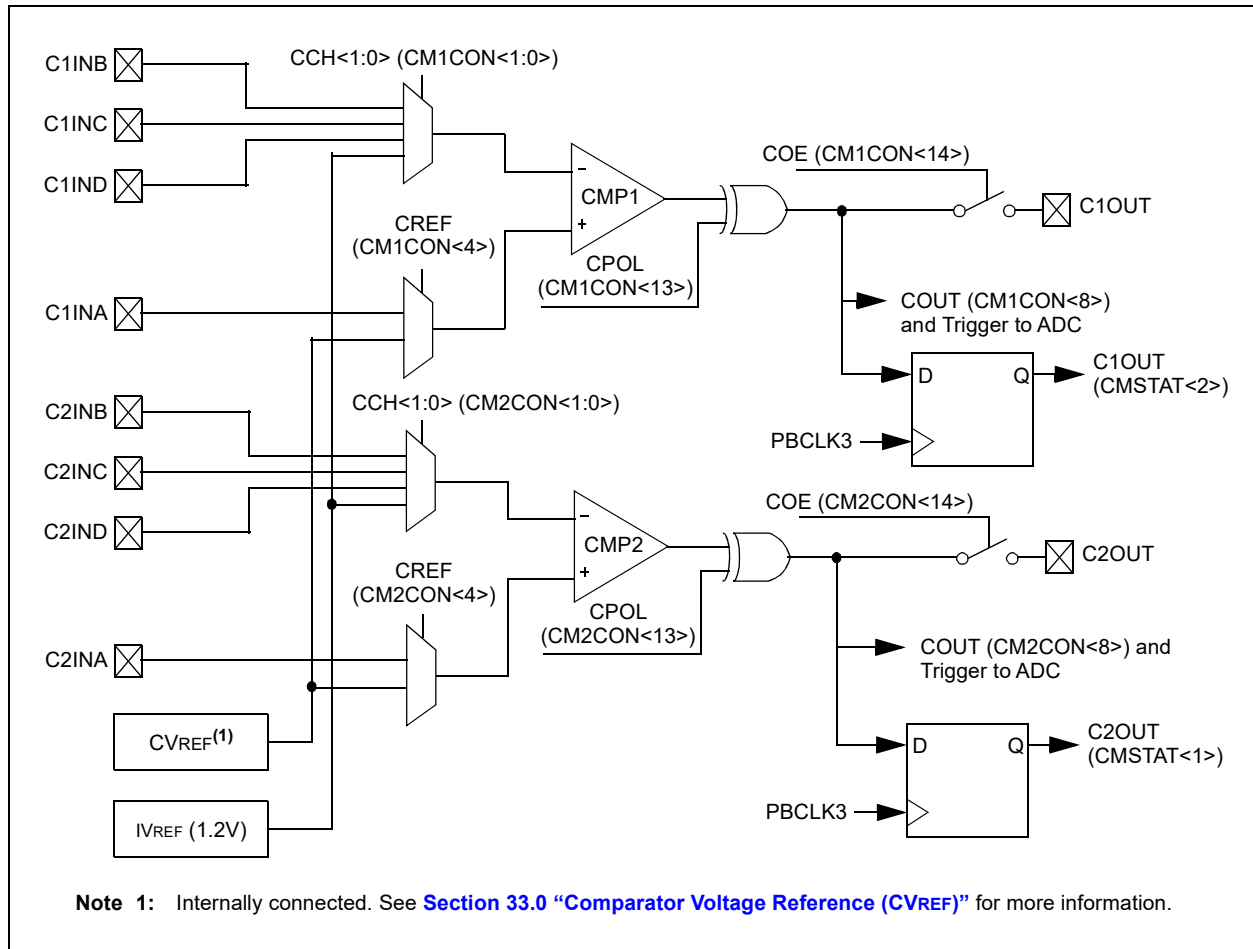 C1INB
CCH<1:0> (CM1CON<1:0>)
C1INC
C1IND
COE (CM1CON<14>)
-
CMP1
+
C1OUT
CREF
(CM1CON<4>)
CPOL
(CM1CON<13>)
C1INA
COUT (CM1CON<8>)
and Trigger to ADC
D
Q
C1OUT
(CMSTAT<2>)
PBCLK3
C2INB
CCH<1:0> (CM2CON<1:0>)
C2INC
C2IND
COE (CM2CON<14>)
-
CMP2
+
C2OUT
CREF
(CM2CON<4>)
CPOL
(CM2CON<13>)
C2INA
COUT (CM2CON<8>) and
Trigger to ADC
CVREF(1)
D
Q
C2OUT
(CMSTAT<1>)
PBCLK3
IVREF (1.2V)
Note 1: Internally connected. See Section 33.0 “Comparator Voltage Reference (CVREF)” for more information.